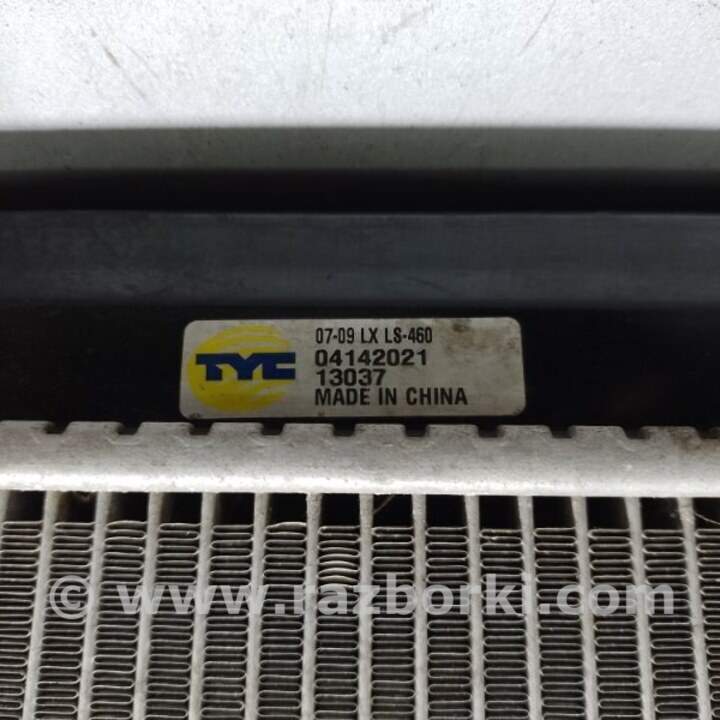 07-09 LX LS-460
TYC
04142021
13037
MADE IN CHINA
© www.razborki.com